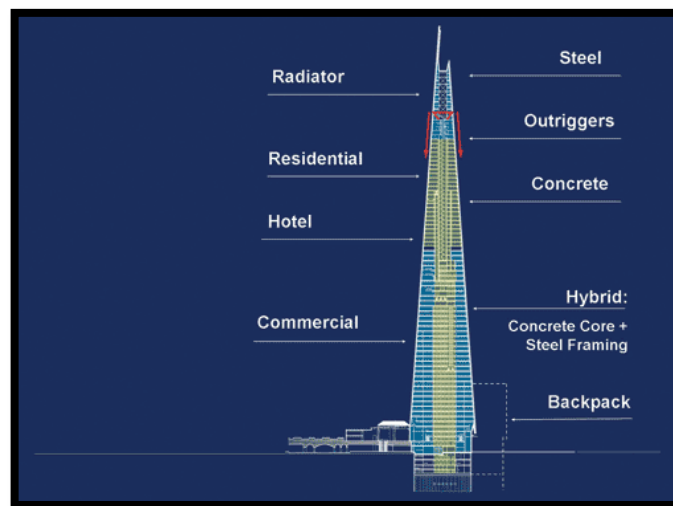 Steel
Radiator
Outriggers
Residential
Concrete
Hotel
Hybrid:
Commercial
Concrete Core +
Steel Framing
Backpack